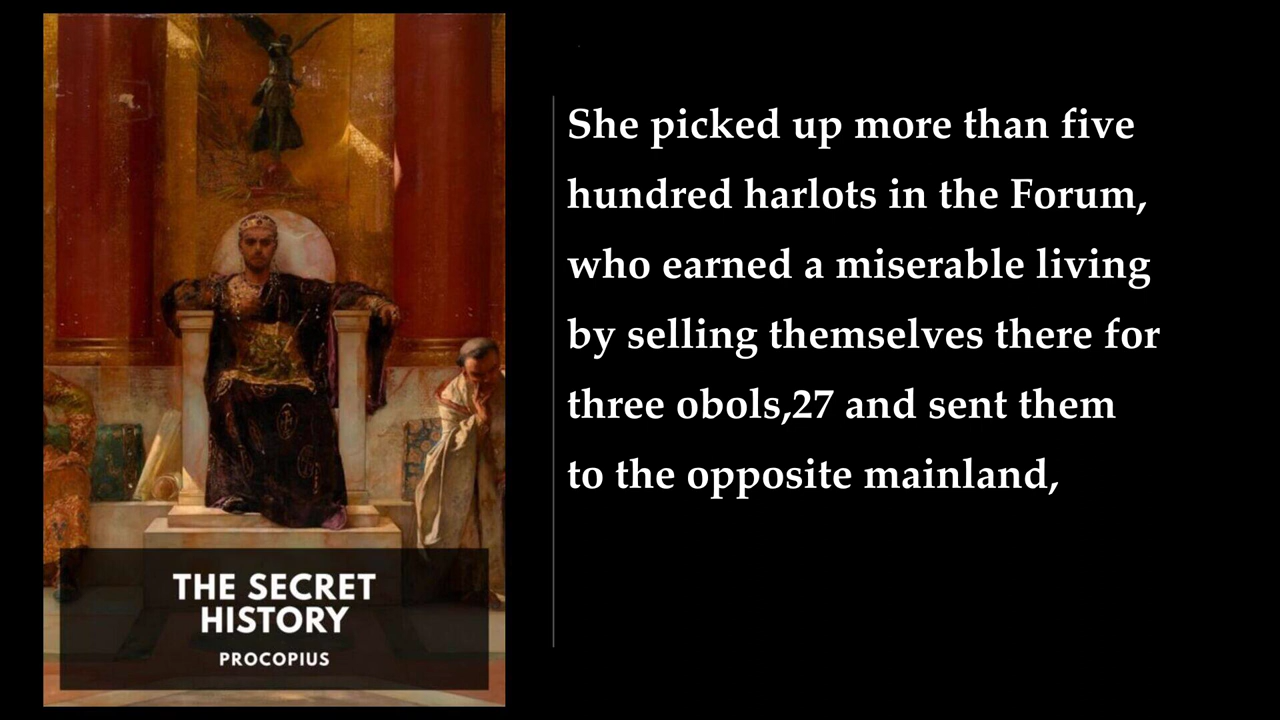 THE SECRET
HISTORY
PROCOPIUS
She picked up more than five
hundred harlots in the Forum,
who earned a miserable living
by selling themselves there for
three obols,27 and sent them
to the opposite mainland,